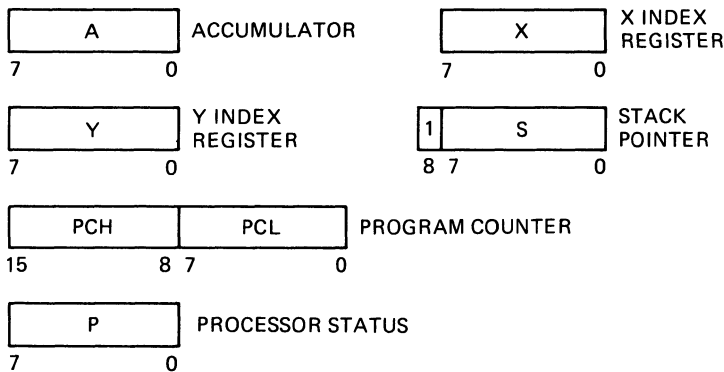 A ACCUMULATOR
7 0
X X INDEX REGISTER
7 0
Y Y INDEX REGISTER
7 0
1 S STACK POINTER
8 7 0
PCH PCL PROGRAM COUNTER
15 8 7 0
P PROCESSOR STATUS
7 0